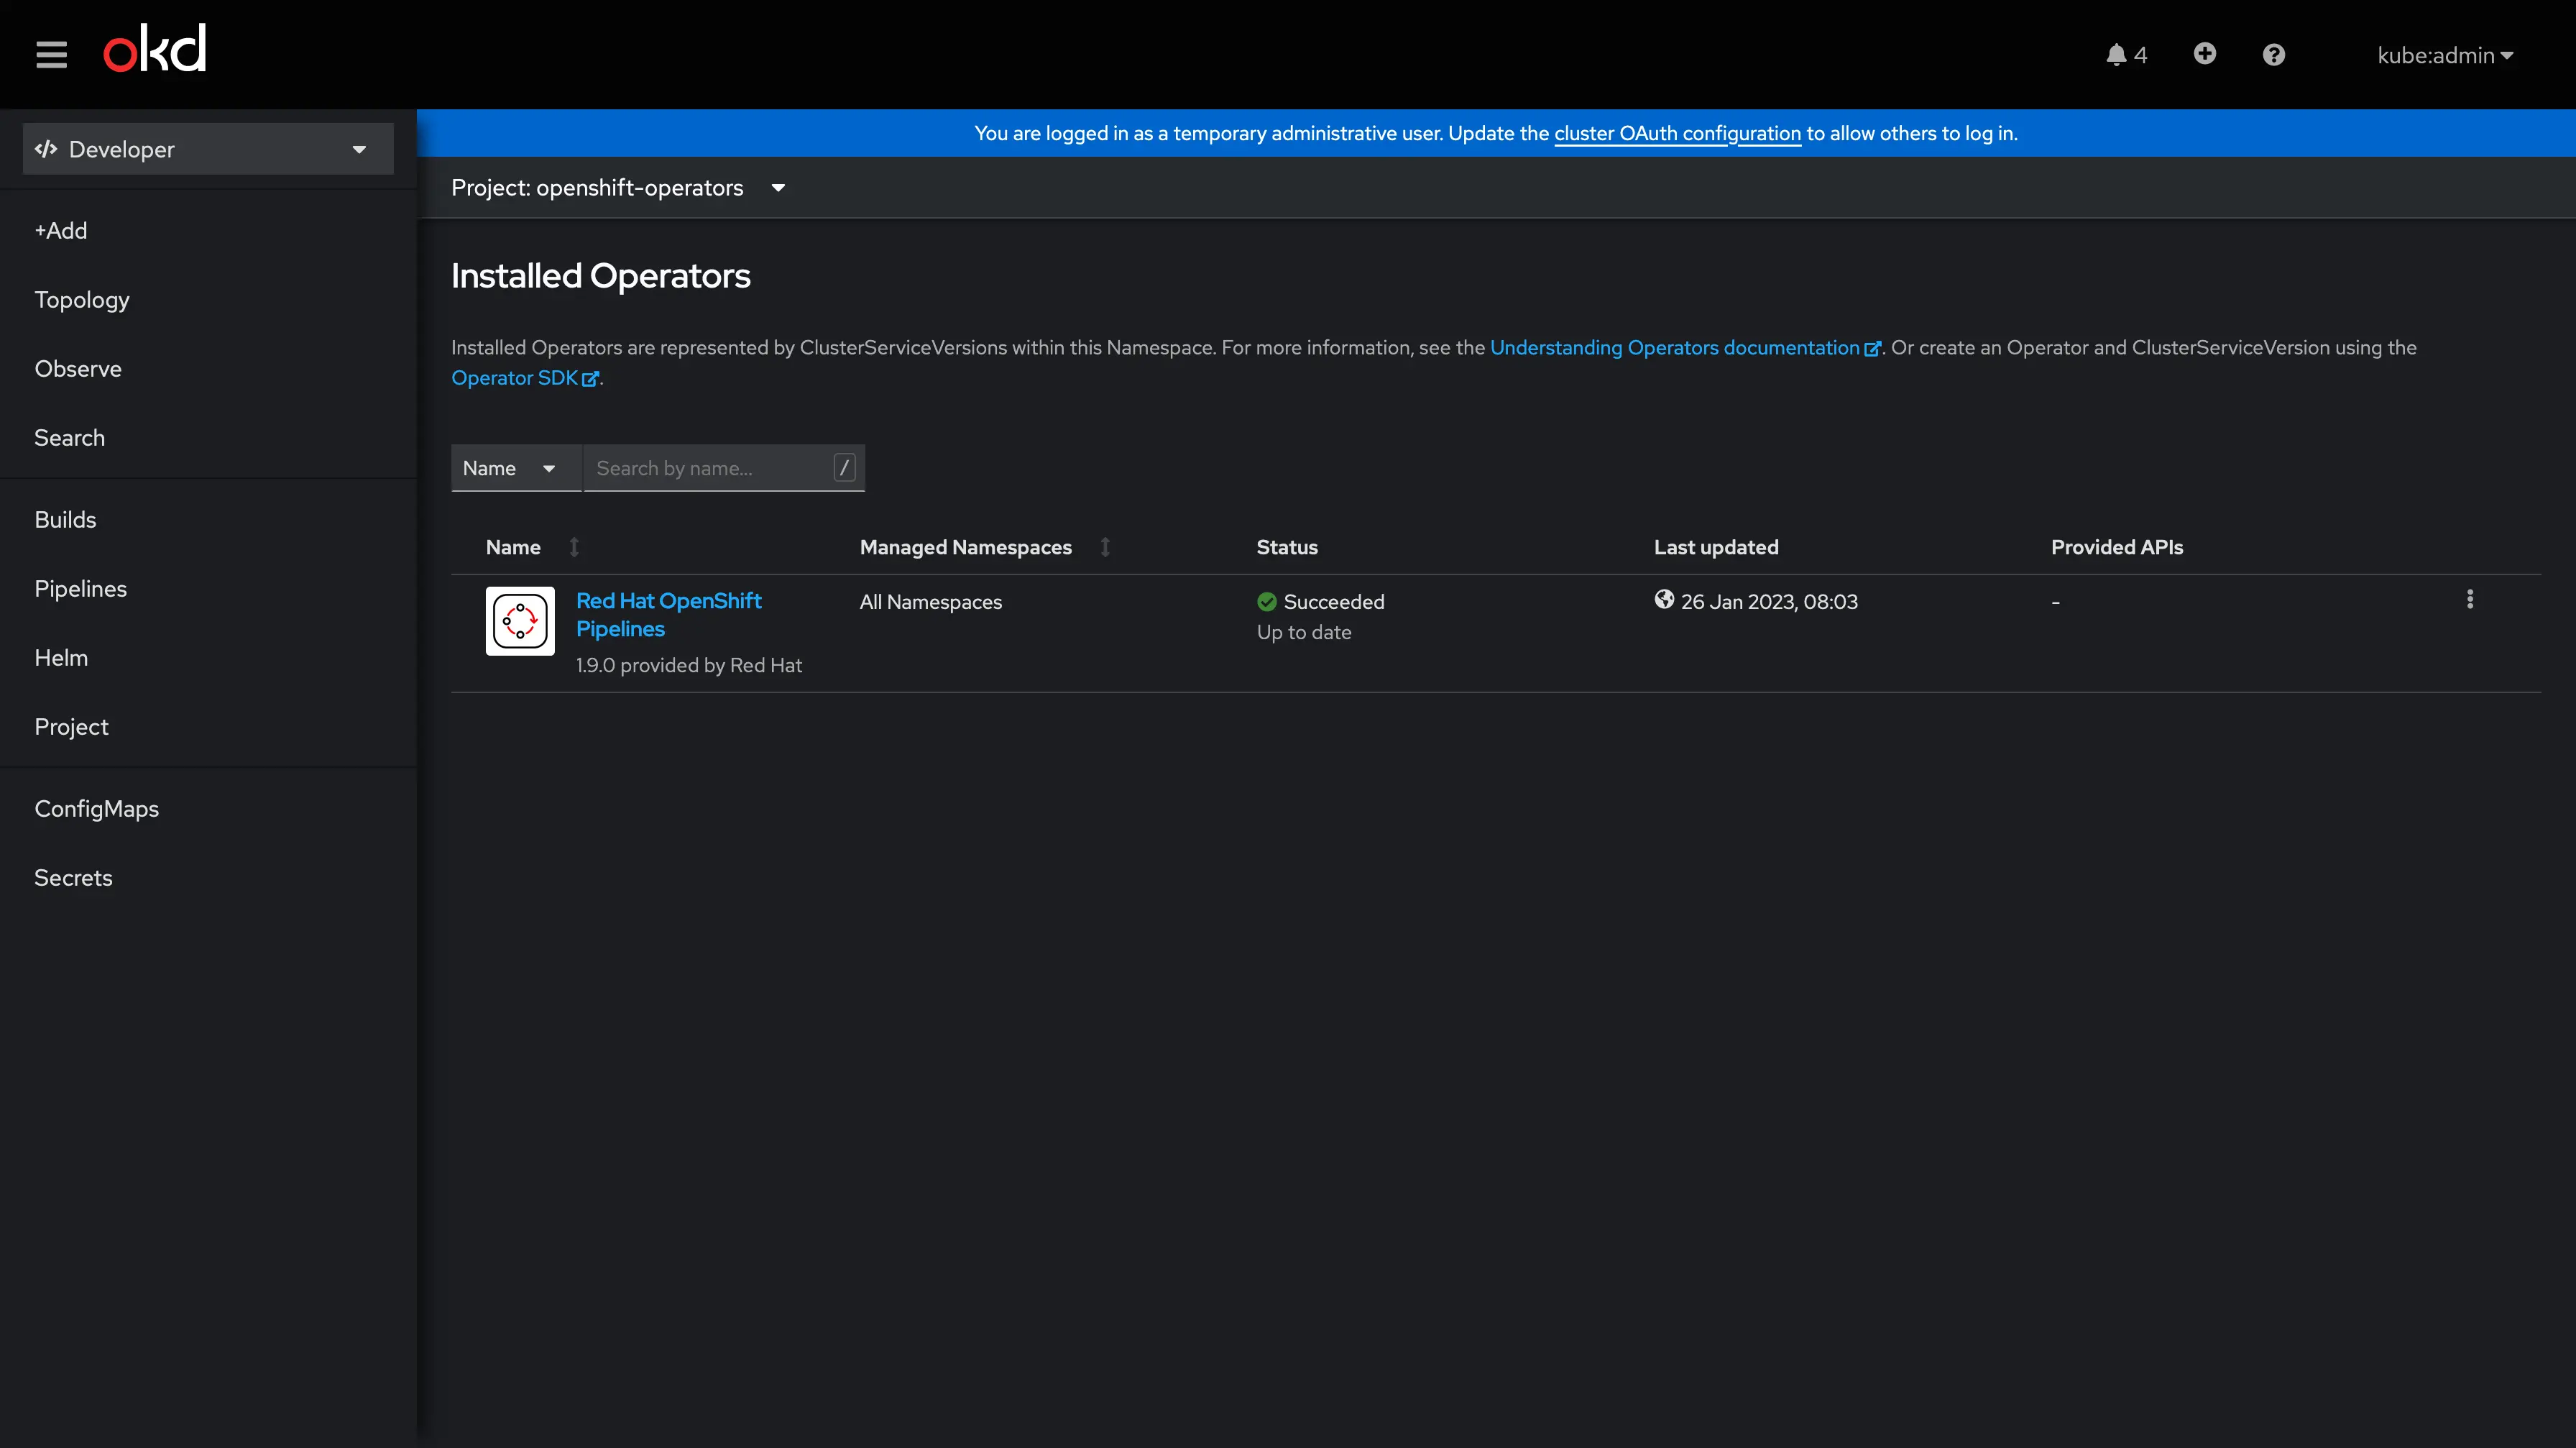 okd
4
kube:admin
Developer
You are logged in as a temporary administrative user. Update the cluster OAuth configuration to allow others to log in.
Project: openshift-operators
+Add
Topology
Observe
Search
Builds
Pipelines
Helm
Project
ConfigMaps
Secrets
Installed Operators
Installed Operators are represented by ClusterServiceVersions within this Namespace. For more information, see the Understanding Operators documentation. Or create an Operator and ClusterServiceVersion using the
Operator SDK.
Name
Search by name...
/
Name Managed Namespaces Status Last updated Provided APIs
Red Hat OpenShift All Namespaces Succeeded 26 Jan 2023, 08:03 -
Pipelines Up to date
1.9.0 provided by Red Hat